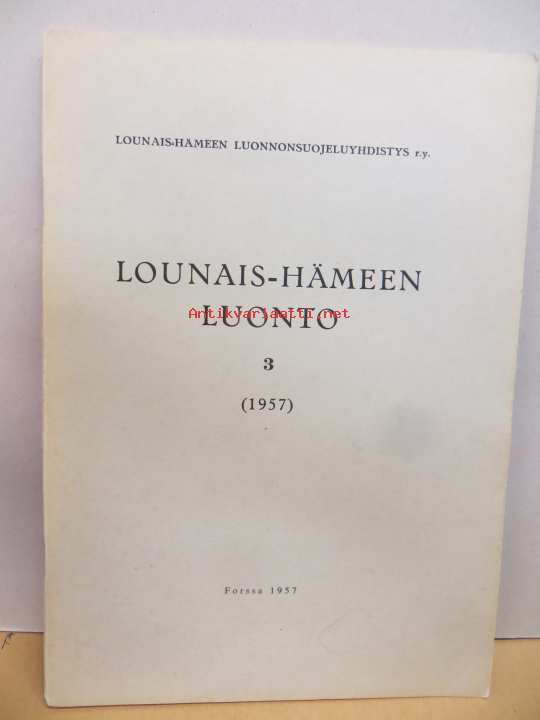 LOUNAIS-HÄMEEN LUONNONSUOJELUYHDISTYS r.y.
LOUNAIS-HÄMEEN
LUONTO
Antikvariaatti.net
3
(1957)
Forssa 1957